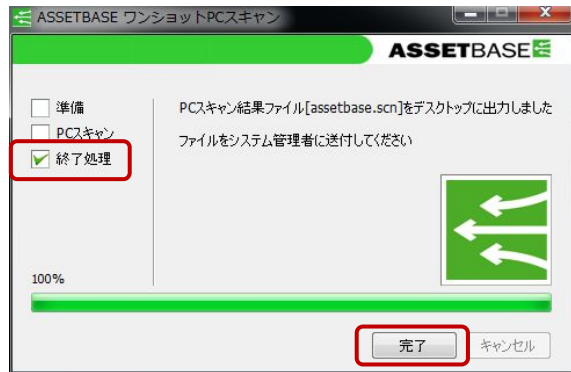 ASSETBASE ワンショットPCスキャン
ASSETBASE
準備
PCスキャン
終了処理
PCスキャン結果ファイル[assetbase.scn]をデスクトップに出力しました
ファイルをシステム管理者に送付してください
100%
完了
キャンセル